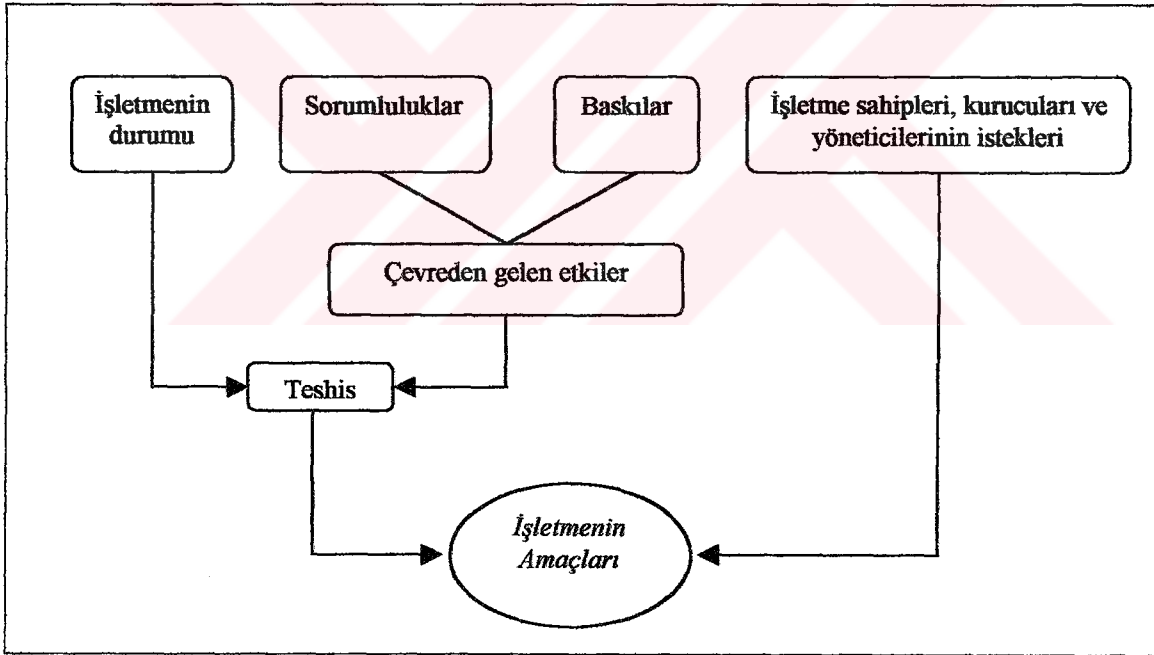 İşletmenin
durumu
Sorumluluklar
Baskılar
İşletme sahipleri, kurucuları ve
yöneticilerinin istekleri
Çevreden gelen etkiler
Teshis
İşletmenin
Amaçları